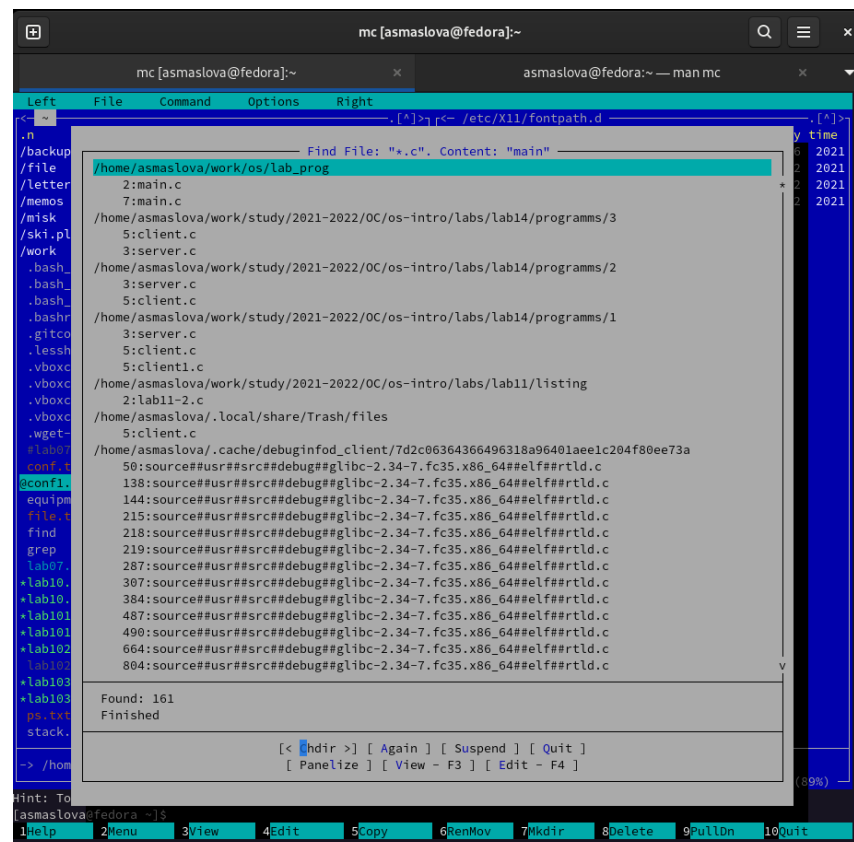 mc [asmaslova@fedora]:~
mc [asmaslova@fedora]:~ × asmaslova@fedora:~ — man mc ×
Left File Command Options Right
<— ~ .[^]> <— /etc/X11/fontpath.d .[^]>
.n y time
Find File: "*.c". Content: "main"
/backup 6 2021
/file /home/asmaslova/work/os/lab_prog 2 2021
/letter 2:main.c 2 2021
/memos 7:main.c 2 2021
/misk /home/asmaslova/work/study/2021-2022/OC/os-intro/labs/lab14/programms/3
/ski.pl 5:client.c
/work 3:server.c
.bash_ /home/asmaslova/work/study/2021-2022/OC/os-intro/labs/lab14/programms/2
.bash_ 3:server.c
.bash_ 5:client.c
.bashr /home/asmaslova/work/study/2021-2022/OC/os-intro/labs/lab14/programms/1
.gitco 3:server.c
.lessh 5:client.c
.vboxc 5:client1.c
.vboxc /home/asmaslova/work/study/2021-2022/OC/os-intro/labs/lab11/listing
.vboxc 2:lab11-2.c
.vboxc /home/asmaslova/.local/share/Trash/files
.wget- 5:client.c
#lab07 /home/asmaslova/.cache/debuginfod_client/7d2c06364366496318a96401aee1c204f80ee73a
conf.t 50:source##usr##src##debug##glibc-2.34-7.fc35.x86_64##elf##rtld.c
@conf1. 138:source##usr##src##debug##glibc-2.34-7.fc35.x86_64##elf##rtld.c
equipm 144:source##usr##src##debug##glibc-2.34-7.fc35.x86_64##elf##rtld.c
file.t 215:source##usr##src##debug##glibc-2.34-7.fc35.x86_64##elf##rtld.c
find 218:source##usr##src##debug##glibc-2.34-7.fc35.x86_64##elf##rtld.c
grep 219:source##usr##src##debug##glibc-2.34-7.fc35.x86_64##elf##rtld.c
lab07. 287:source##usr##src##debug##glibc-2.34-7.fc35.x86_64##elf##rtld.c
*lab10. 307:source##usr##src##debug##glibc-2.34-7.fc35.x86_64##elf##rtld.c
*lab10. 384:source##usr##src##debug##glibc-2.34-7.fc35.x86_64##elf##rtld.c
*lab101 487:source##usr##src##debug##glibc-2.34-7.fc35.x86_64##elf##rtld.c
*lab101 490:source##usr##src##debug##glibc-2.34-7.fc35.x86_64##elf##rtld.c
*lab102 664:source##usr##src##debug##glibc-2.34-7.fc35.x86_64##elf##rtld.c
lab102 804:source##usr##src##debug##glibc-2.34-7.fc35.x86_64##elf##rtld.c v
*lab103
*lab103 Found: 161
ps.txt Finished
stack.
[< Chdir >] [ Again ] [ Suspend ] [ Quit ]
-> /hom [ Panelize ] [ View - F3 ] [ Edit - F4 ]
(89%)
Hint: To
[asmaslova@fedora ~]$
1Help 2Menu 3View 4Edit 5Copy 6RenMov 7Mkdir 8Delete 9PullDn 10Quit